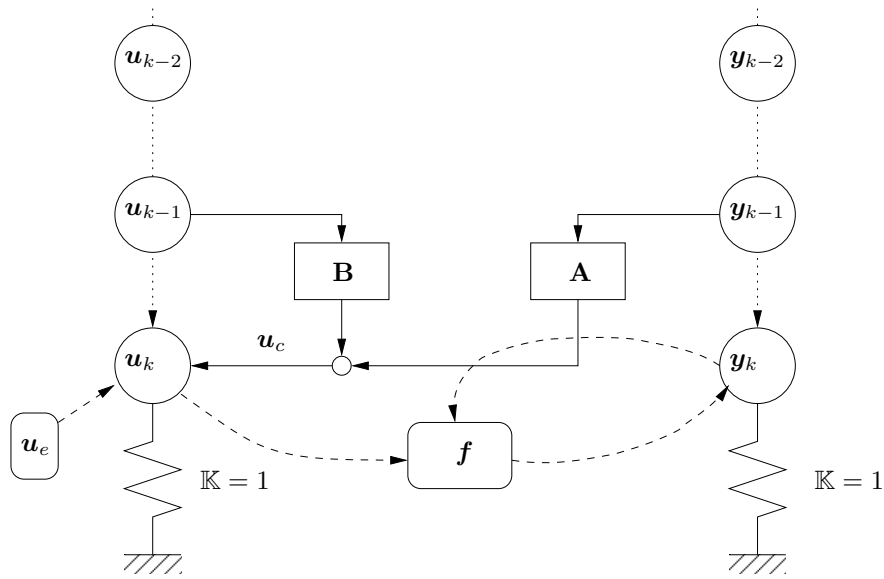 u_{k−2} y_{k−2}
u_{k−1} y_{k−1}
B A
u_c
u_k y_k
u_e f
𝕂 = 1 𝕂 = 1